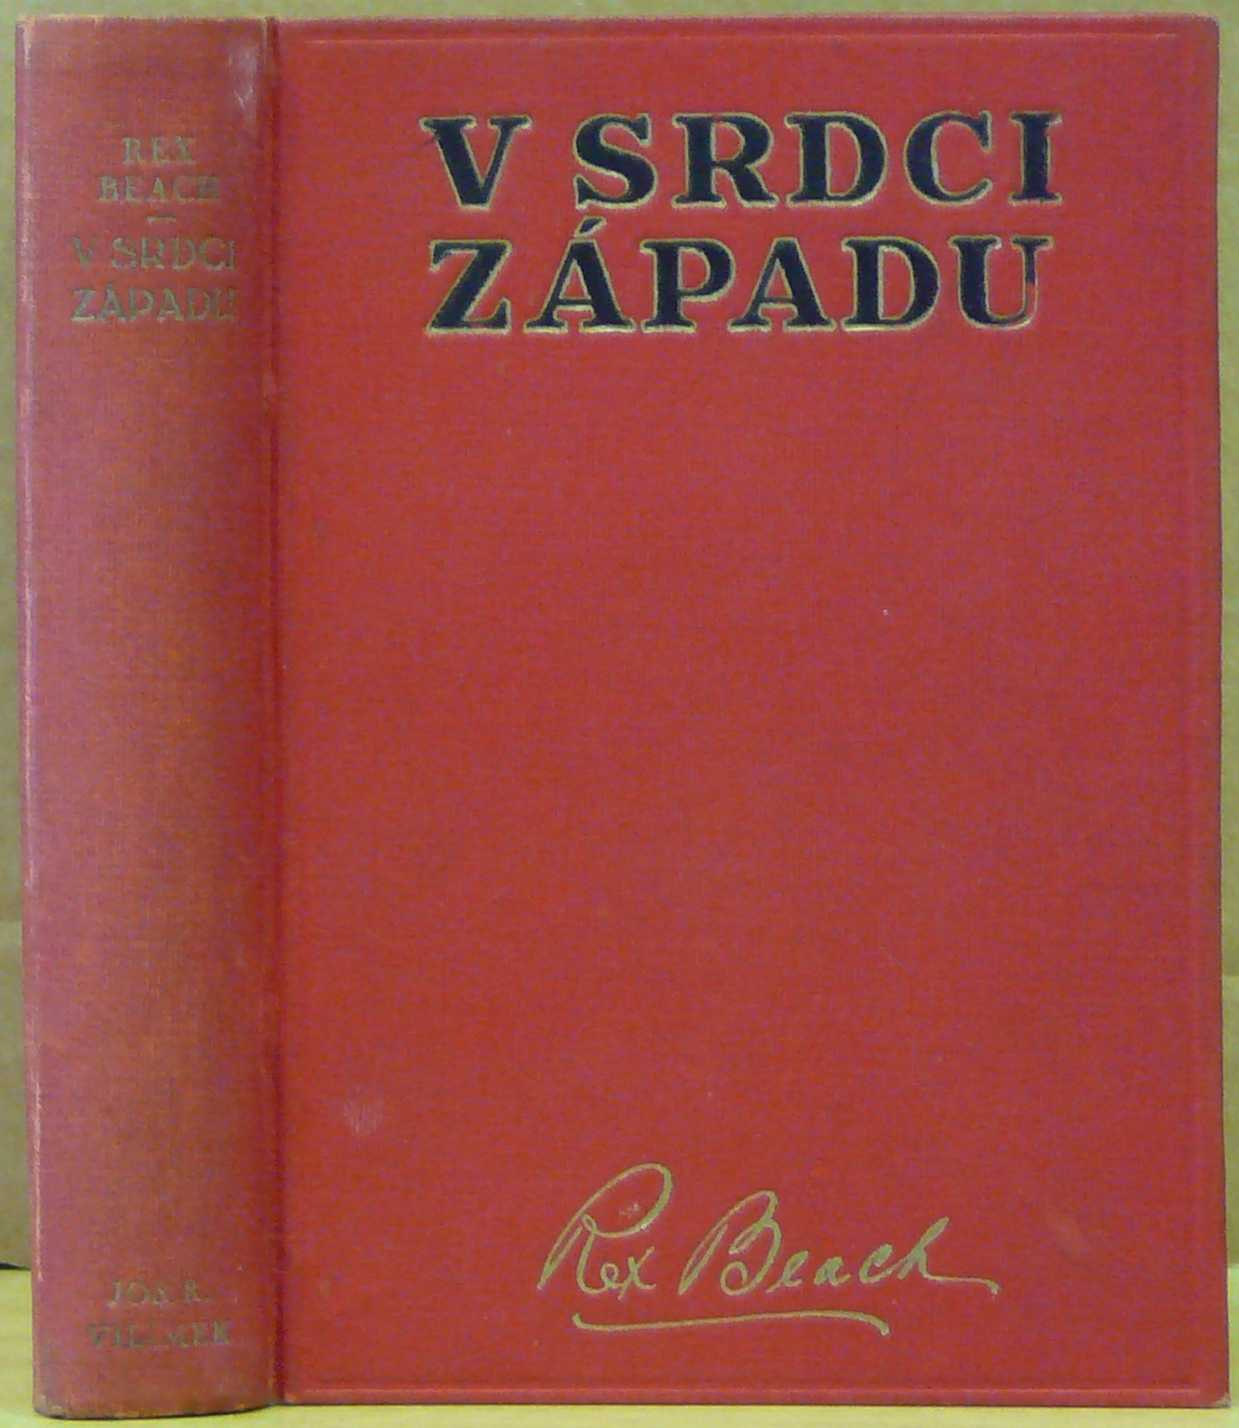 REX
BEACH
V SRDCI
ZÁPADU
JOS. R.
VILÍMEK
V SRDCI
ZÁPADU
Rex Beach